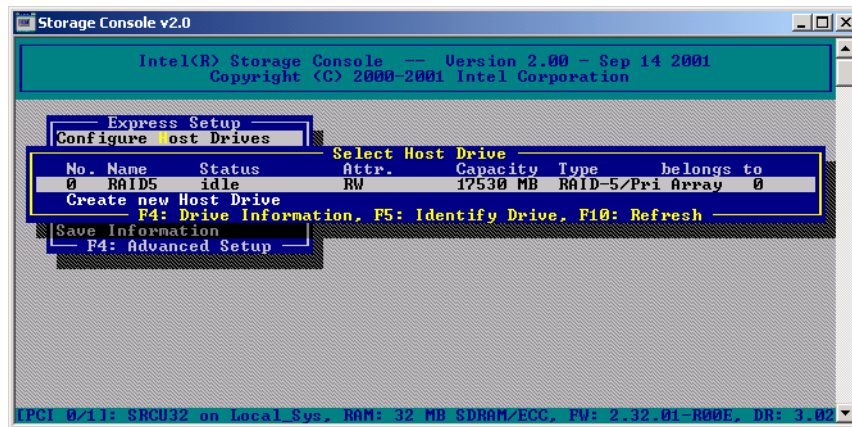 Storage Console v2.0
Intel(R) Storage Console -- Version 2.00 - Sep 14 2001
Copyright (C) 2000-2001 Intel Corporation
Express Setup
Configure Host Drives
Select Host Drive
No. Name Status Attr. Capacity Type belongs to
0 RAID5 idle RW 17530 MB RAID-5/Pri Array 0
Create new Host Drive
F4: Drive Information, F5: Identify Drive, F10: Refresh
Save Information
F4: Advanced Setup
[PCI 0/1]: SRCU32 on Local_Sys, RAM: 32 MB SDRAM/ECC, FW: 2.32.01-R00E, DR: 3.02